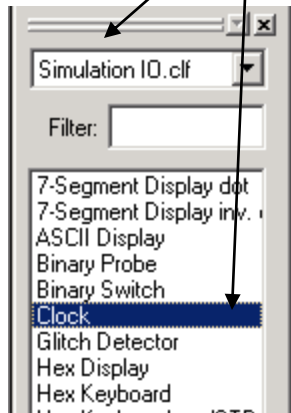 Simulation IO.clf
Filter:
7-Segment Display dot
7-Segment Display inv.
ASCII Display
Binary Probe
Binary Switch
Clock
Glitch Detector
Hex Display
Hex Keyboard